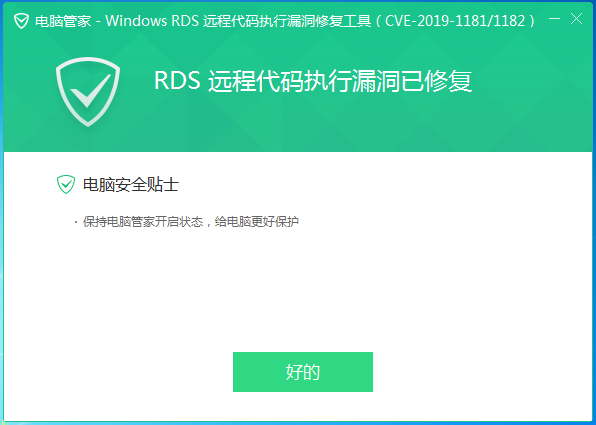 电脑管家 - Windows RDS 远程代码执行漏洞修复工具（CVE-2019-1181/1182）
RDS 远程代码执行漏洞已修复
电脑安全贴士
· 保持电脑管家开启状态，给电脑更好保护
好的